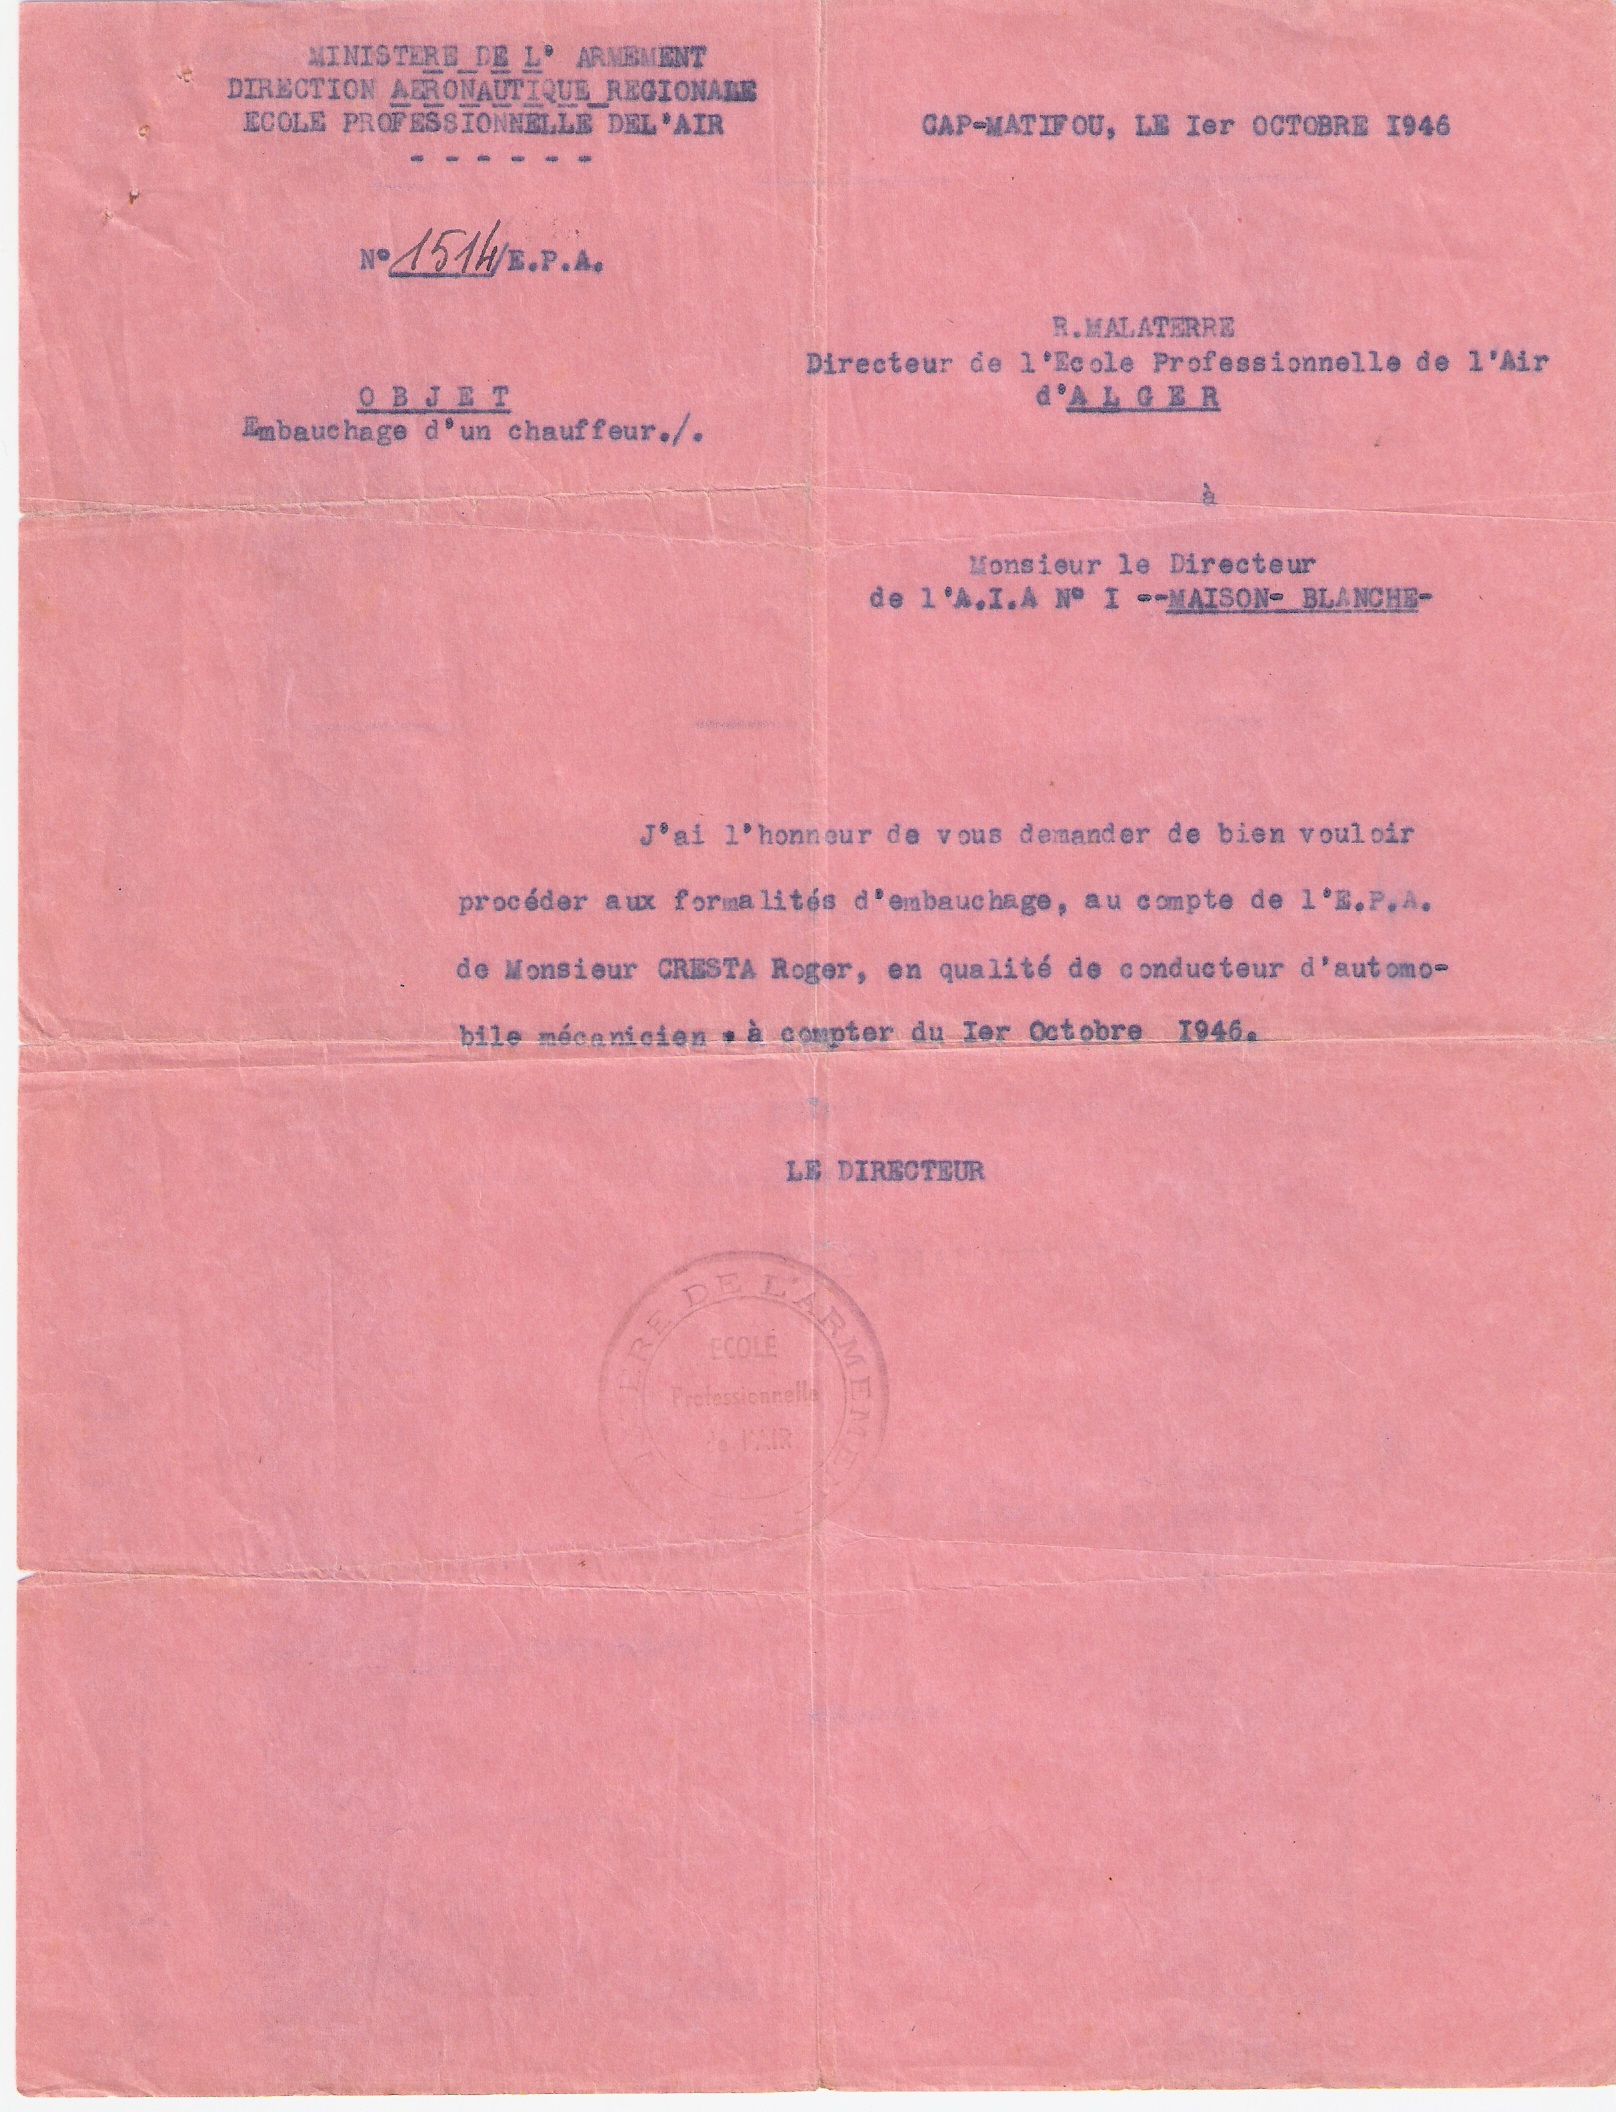 MINISTERE DE L' ARMEMENT
DIRECTION AERONAUTIQUE REGIONALE
ECOLE PROFESSIONNELLE DEL'AIR
- - - - - -
CAP-MATIFOU, LE Ier OCTOBRE I946
N° 1514/E.P.A.
R.MALATERRE
Directeur de l'Ecole Professionnelle de l'Air
d'ALGER
OBJET
Embauchage d'un chauffeur./.
à
Monsieur le Directeur
de l'A.I.A N° I --MAISON- BLANCHE-
J'ai l'honneur de vous demander de bien vouloir
procéder aux formalités d'embauchage, au compte de l'E.P.A.
de Monsieur CRESTA Roger, en qualité de conducteur d'automo-
bile mécanicien . à compter du Ier Octobre I946.
LE DIRECTEUR
DE L'ARMEMEN
ECOLE
Professionnelle
de l'AIR